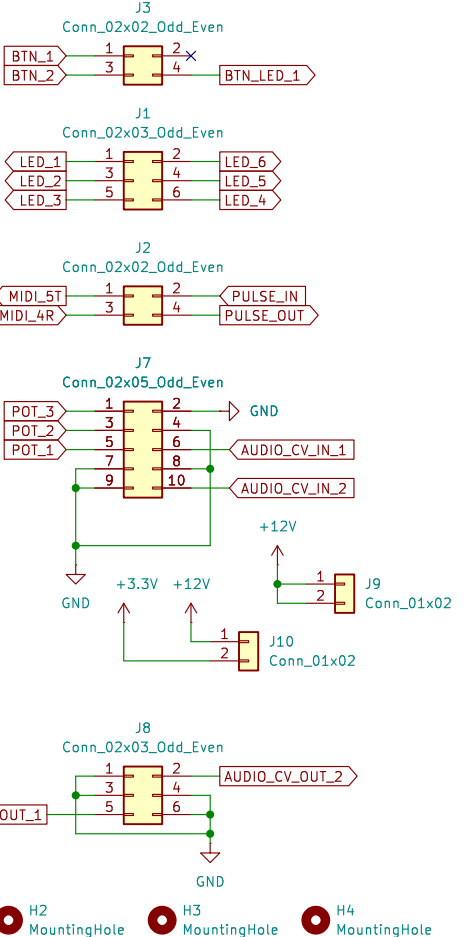 J3
Conn_02x02_Odd_Even
BTN_1 1 2
BTN_2 3 4 BTN_LED_1
J1
Conn_02x03_Odd_Even
LED_1 1 2 LED_6
LED_2 3 4 LED_5
LED_3 5 6 LED_4
J2
Conn_02x02_Odd_Even
MIDI_5T 1 2 PULSE_IN
MIDI_4R 3 4 PULSE_OUT
J7
Conn_02x05_Odd_Even
POT_3 1 2 GND
POT_2 3 4
POT_1 5 6 AUDIO_CV_IN_1
7 8
9 10 AUDIO_CV_IN_2
+12V
GND
+3.3V +12V
1 J9
2 Conn_01x02
1 J10
2 Conn_01x02
J8
Conn_02x03_Odd_Even
1 2 AUDIO_CV_OUT_2
3 4
OUT_1 5 6
GND
H2 H3 H4
MountingHole MountingHole MountingHole